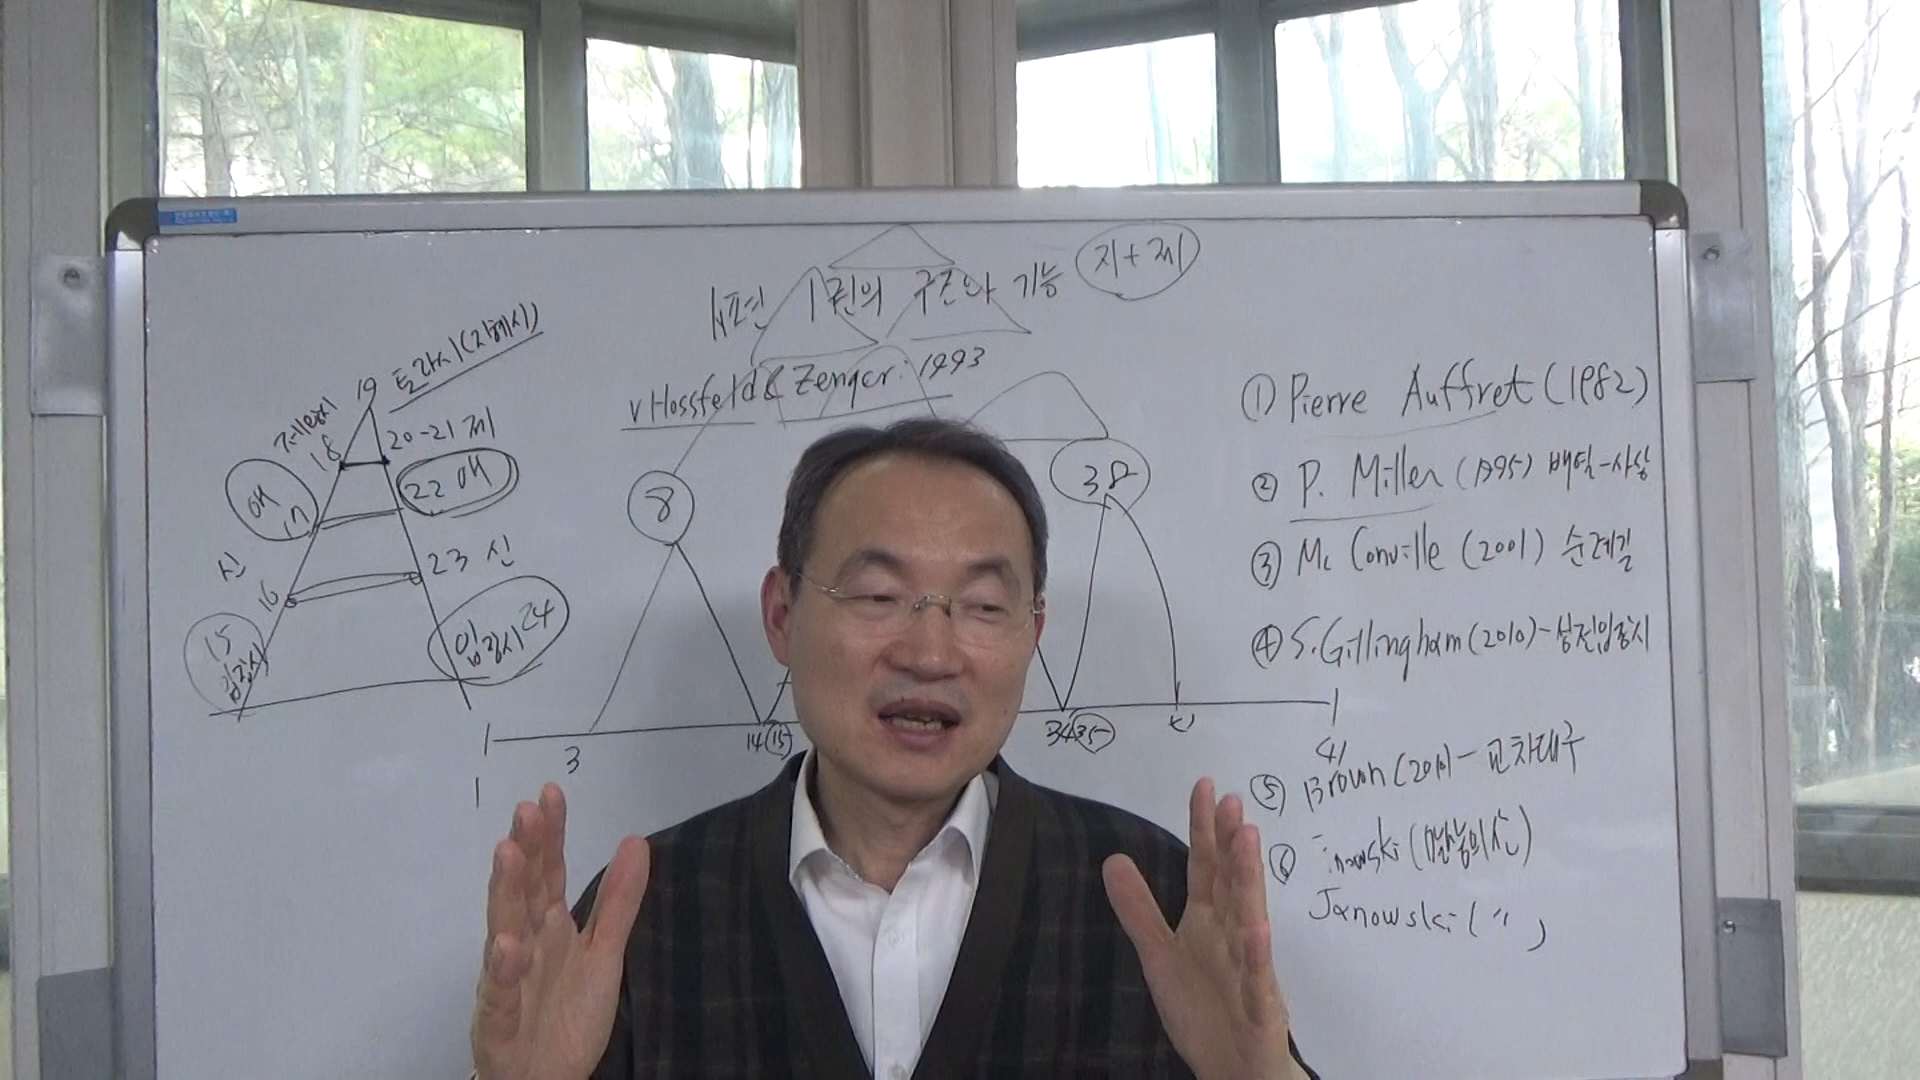 시편 1권의 구조와 기능 지+제
v Hossfeld & Zenger: 1993
토라시(지혜시)
19
제왕시
18
20-21 제
17
22 애
신
16
23 신
15
입장시
입장시 24
8
38
1
3
14 15
34 35
41
1
① Pierre Auffret (1982)
② P. Miller (1995) 배열-사상
③ Mc Conville (2001) 순례길
④ S. Gillingham (2010) - 성전입장시
⑤ Brown (2010 - 교차대구
⑥
Janowski ( " )